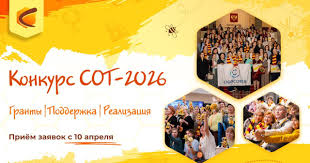 Конкурс СОТ-2026
Гранты | Поддержка | Реализация
Приём заявок с 10 апреля